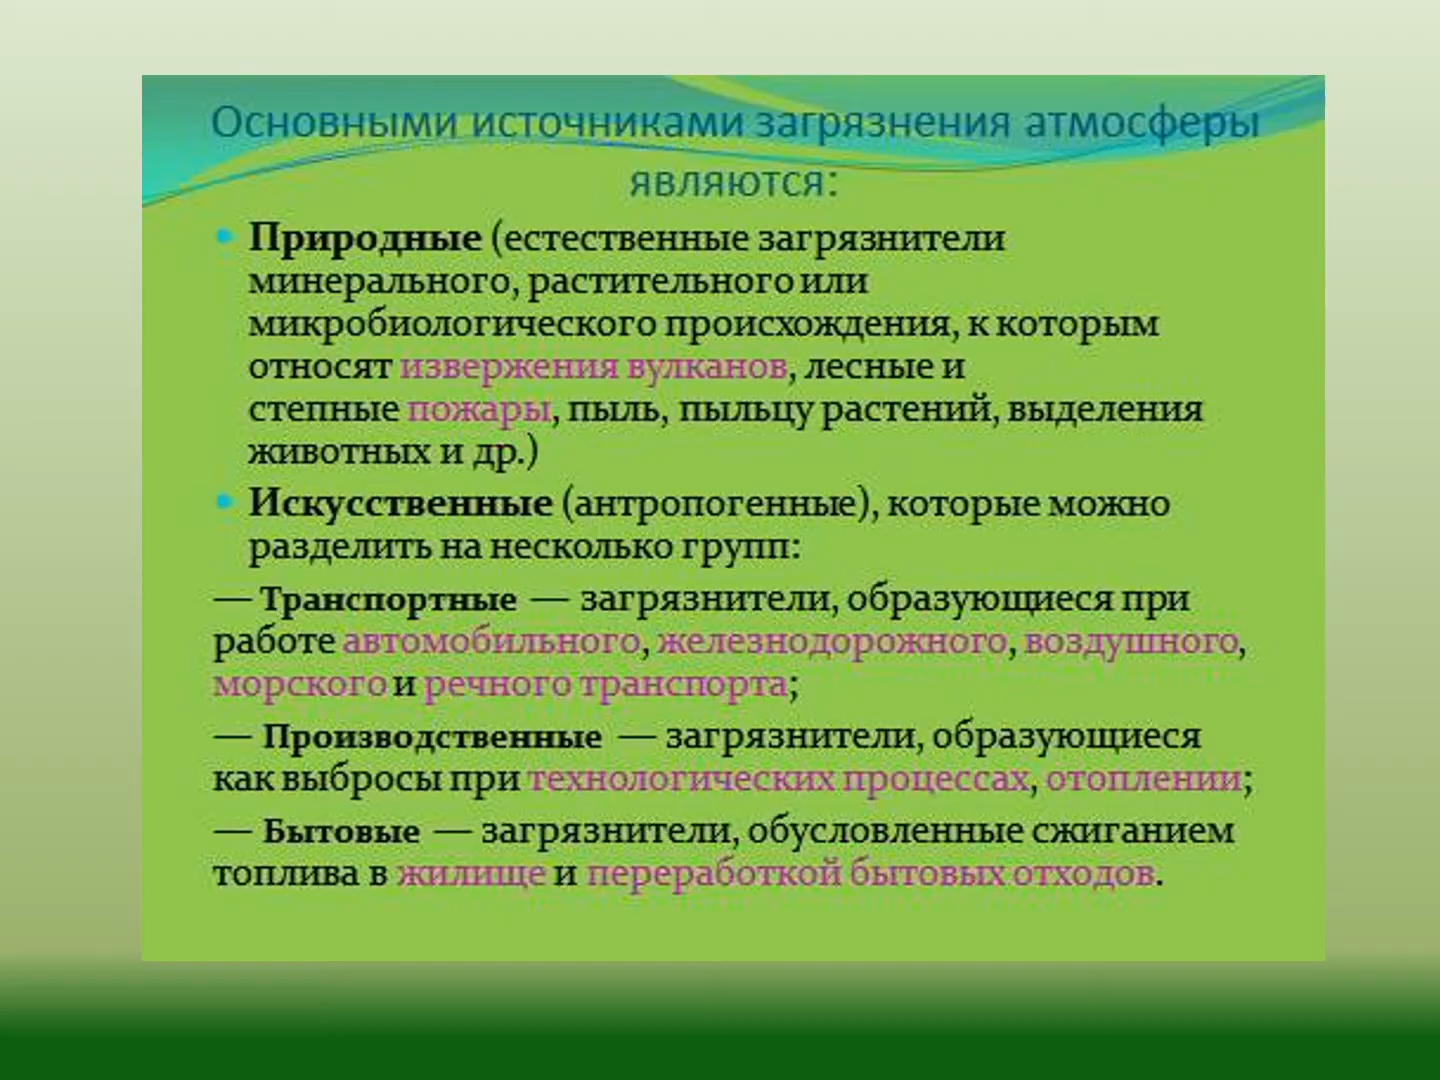 Основными источниками загрязнения атмосферы
являются:
• Природные (естественные загрязнители
минерального, растительного или
микробиологического происхождения, к которым
относят извержения вулканов, лесные и
степные пожары, пыль, пыльцу растений, выделения
животных и др.)
• Искусственные (антропогенные), которые можно
разделить на несколько групп:
— Транспортные — загрязнители, образующиеся при
работе автомобильного, железнодорожного, воздушного,
морского и речного транспорта;
— Производственные — загрязнители, образующиеся
как выбросы при технологических процессах, отоплении;
— Бытовые — загрязнители, обусловленные сжиганием
топлива в жилище и переработкой бытовых отходов.